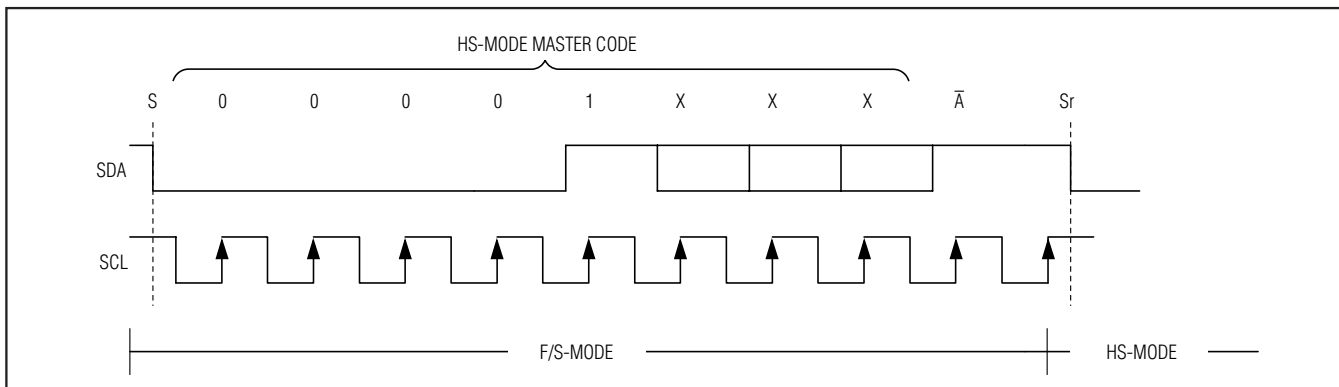 HS-MODE MASTER CODE
S 0 0 0 0 1 X X X A̅ Sr
SDA
SCL
F/S-MODE HS-MODE